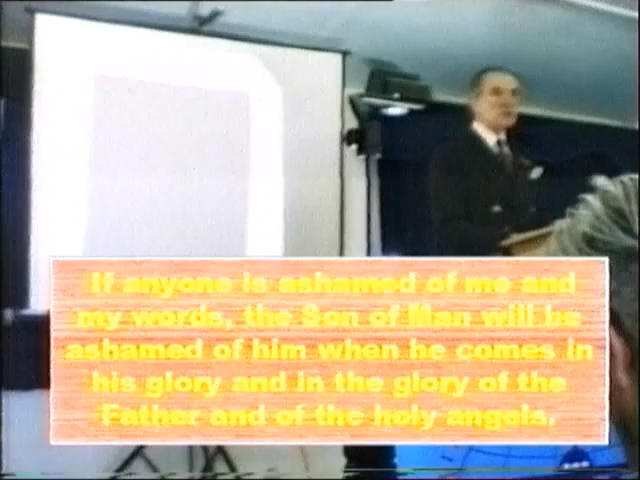 If anyone is ashamed of me and
my words, the Son of Man will be
ashamed of him when he comes in
his glory and in the glory of the
Father and of the holy angels.